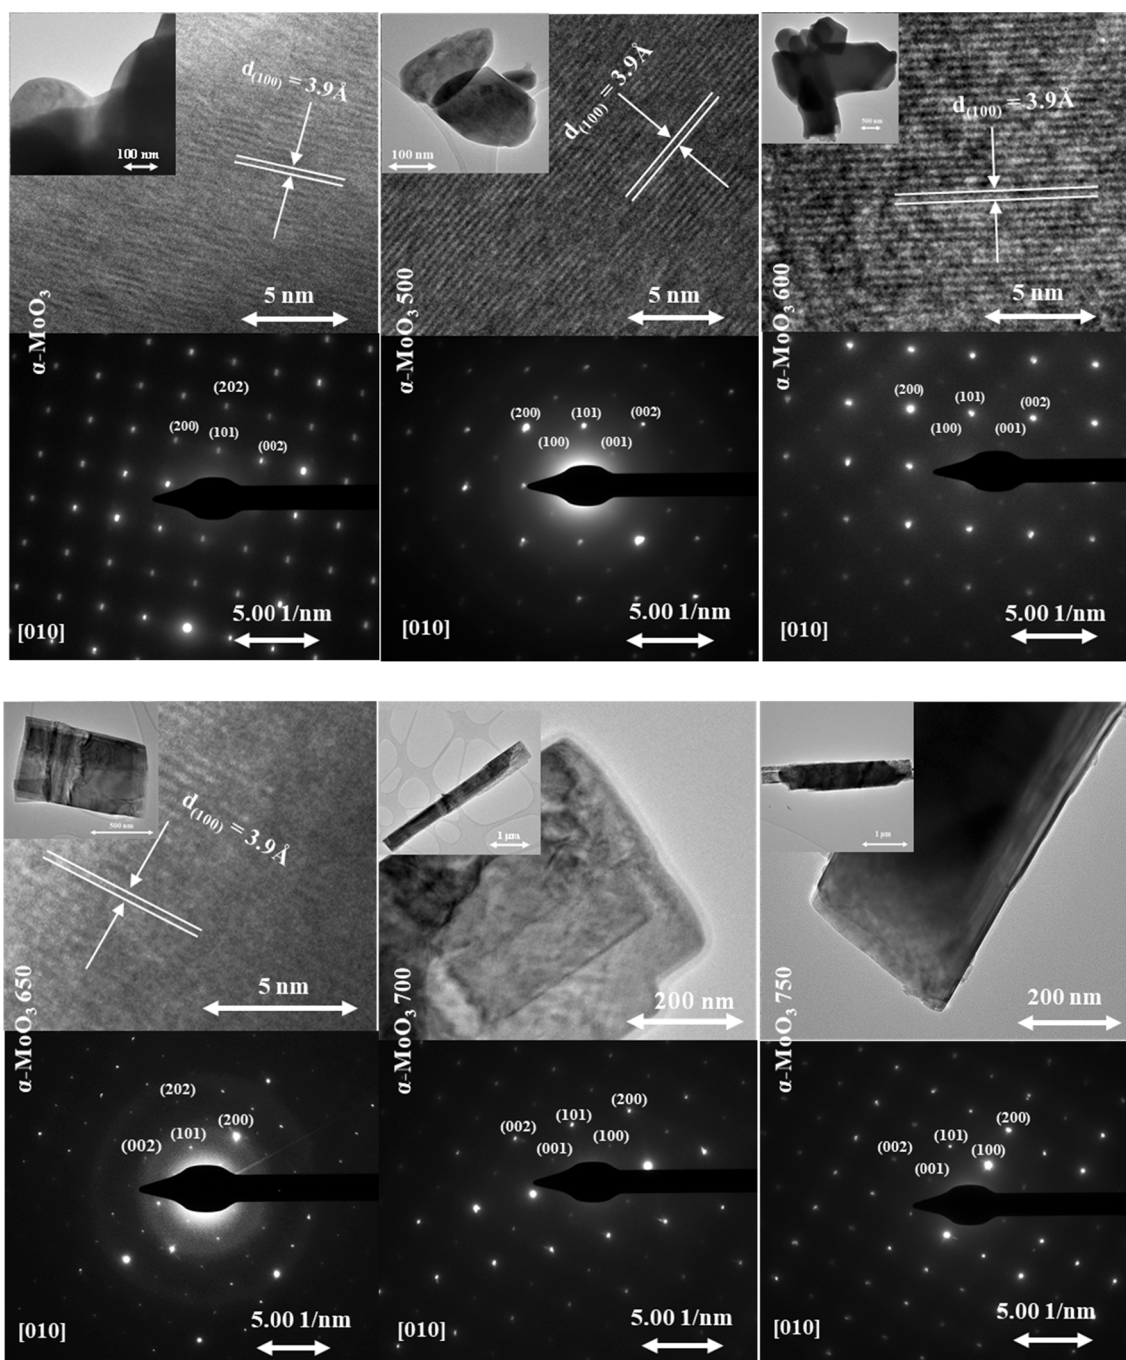 d(100) = 3.9Å
100 nm
5 nm
α-MoO3
(202)
(200)
(101)
(002)
5.00 1/nm
[010]
d(100) = 3.9Å
100 nm
5 nm
α-MoO3 500
(200)
(101)
(002)
(100)
(001)
5.00 1/nm
[010]
d(100) = 3.9Å
500 nm
5 nm
α-MoO3 600
(200)
(101)
(002)
(100)
(001)
5.00 1/nm
[010]
500 nm
d(100) = 3.9Å
5 nm
α-MoO3 650
(202)
(200)
(101)
(002)
5.00 1/nm
[010]
1 μm
200 nm
α-MoO3 700
(200)
(101)
(002)
(100)
(001)
5.00 1/nm
[010]
1 μm
200 nm
α-MoO3 750
(200)
(101)
(002)
(100)
(001)
5.00 1/nm
[010]